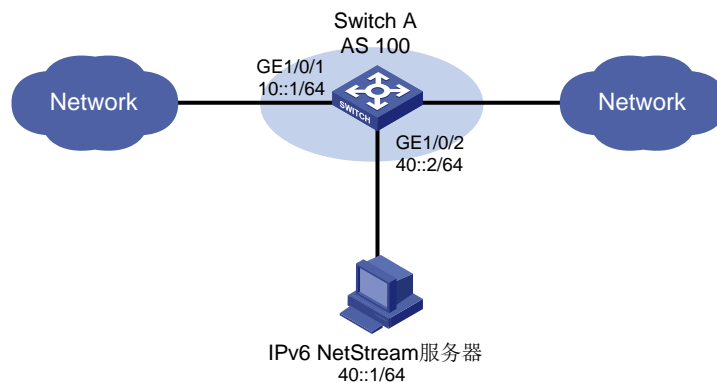 Switch A
AS 100
GE1/0/1
10::1/64
Network
SWITCH
Network
GE1/0/2
40::2/64
IPv6 NetStream服务器
40::1/64